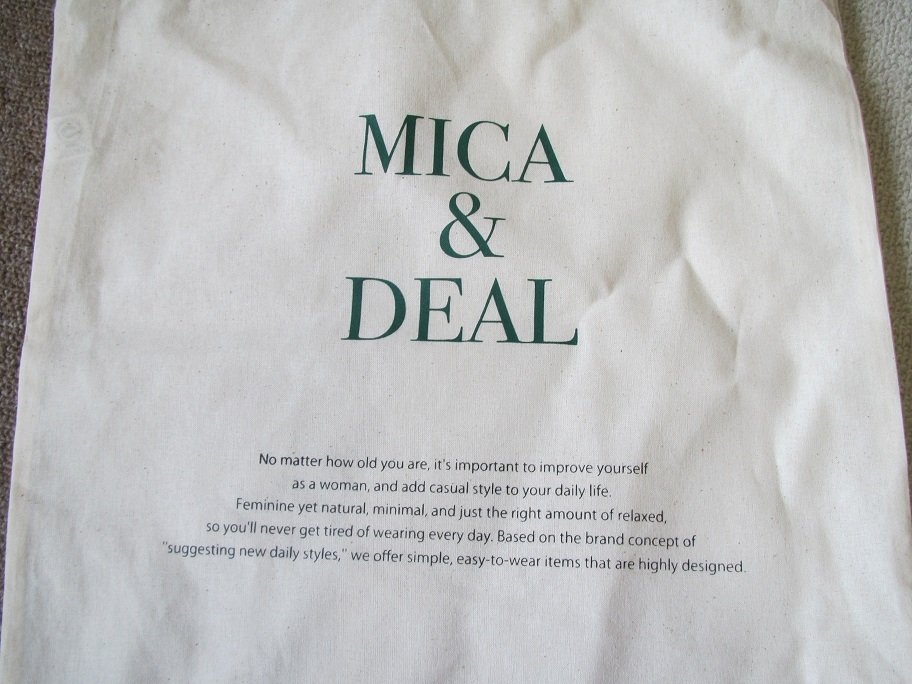 MICA
&
DEAL
No matter how old you are, it's important to improve yourself
as a woman, and add casual style to your daily life.
Feminine yet natural, minimal, and just the right amount of relaxed,
so you'll never get tired of wearing every day. Based on the brand concept of
"suggesting new daily styles," we offer simple, easy-to-wear items that are highly designed.